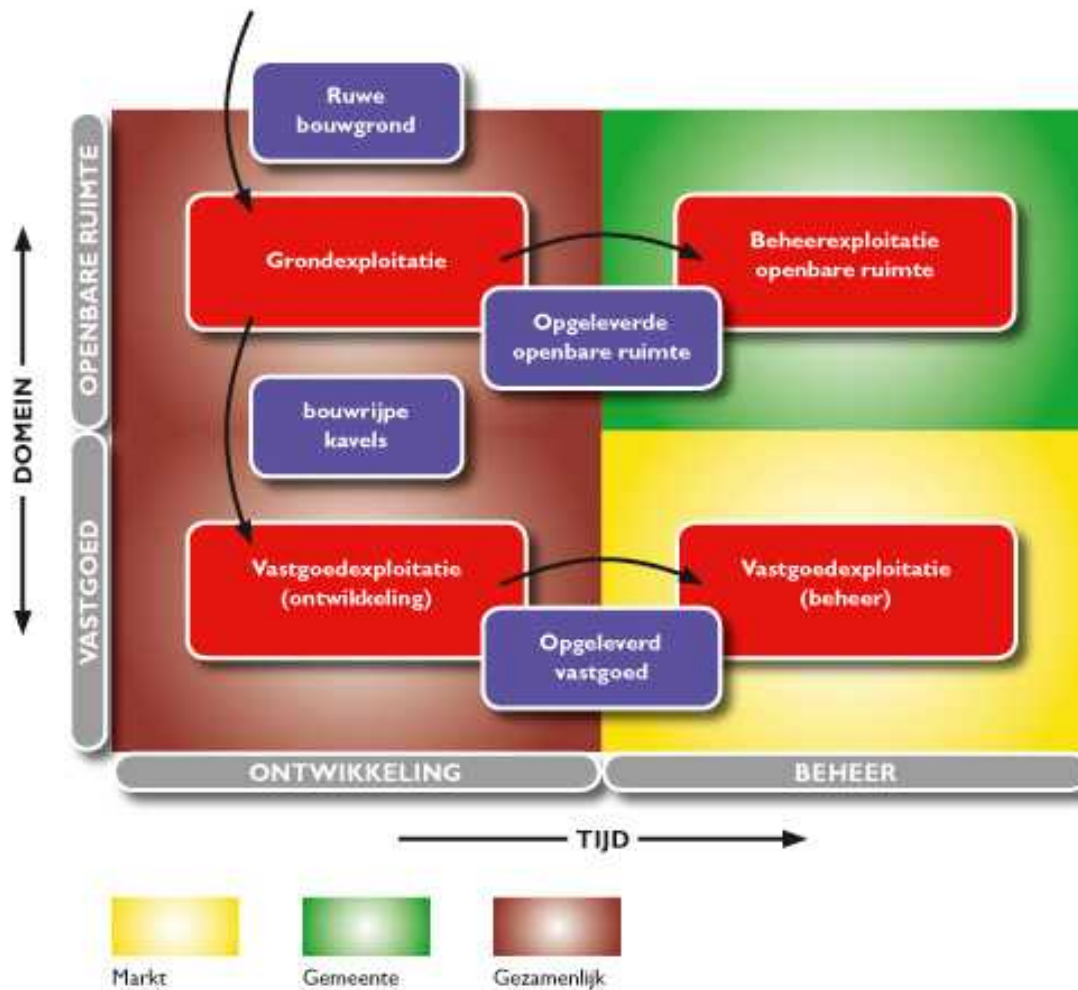 Ruwe
bouwgrond
OPENBARE RUIMTE
Grondexploitatie
Beheerexploitatie
openbare ruimte
Opgeleverde
openbare ruimte
DOMEIN
bouwrijpe
kavels
VASTGOED
Vastgoedexploitatie
(ontwikkeling)
Vastgoedexploitatie
(beheer)
Opgeleverd
vastgoed
ONTWIKKELING
BEHEER
TIJD
Markt
Gemeente
Gezamenlijk